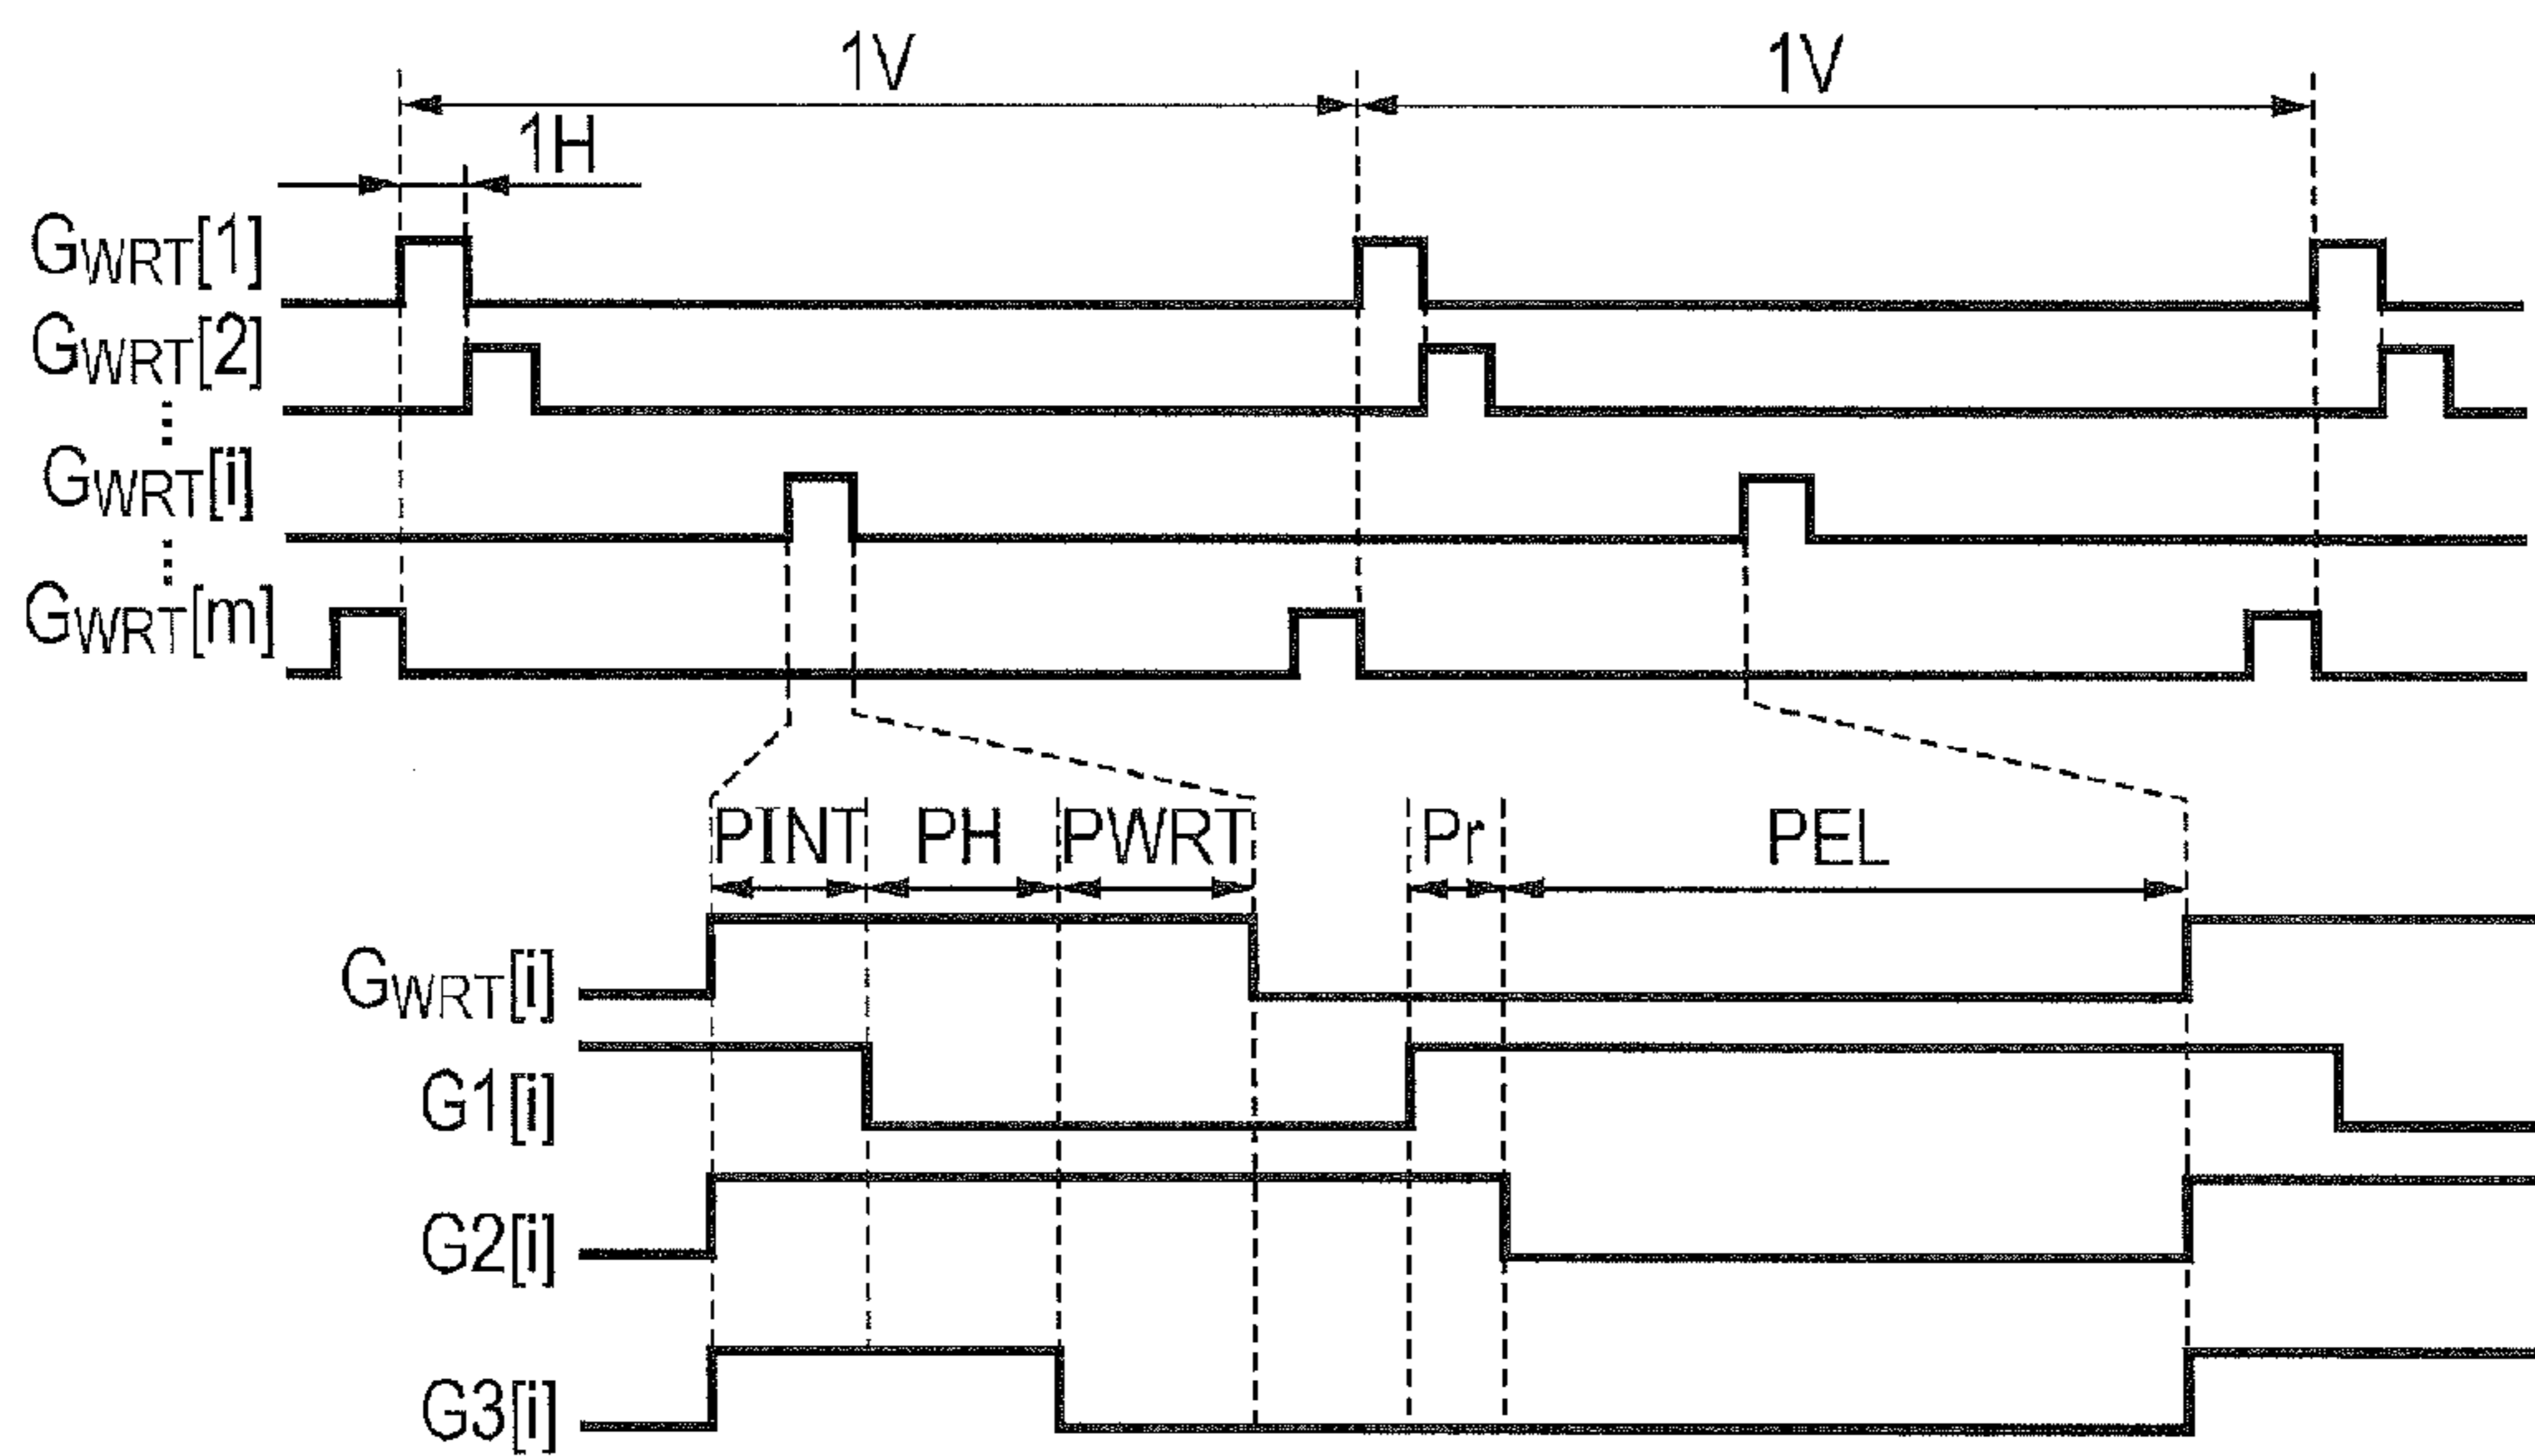 1V 1V
1H
GWRT[1]
GWRT[2]
⋮
GWRT[i]
⋮
GWRT[m]
PINT PH PWRT Pr PEL
GWRT[i]
G1[i]
G2[i]
G3[i]